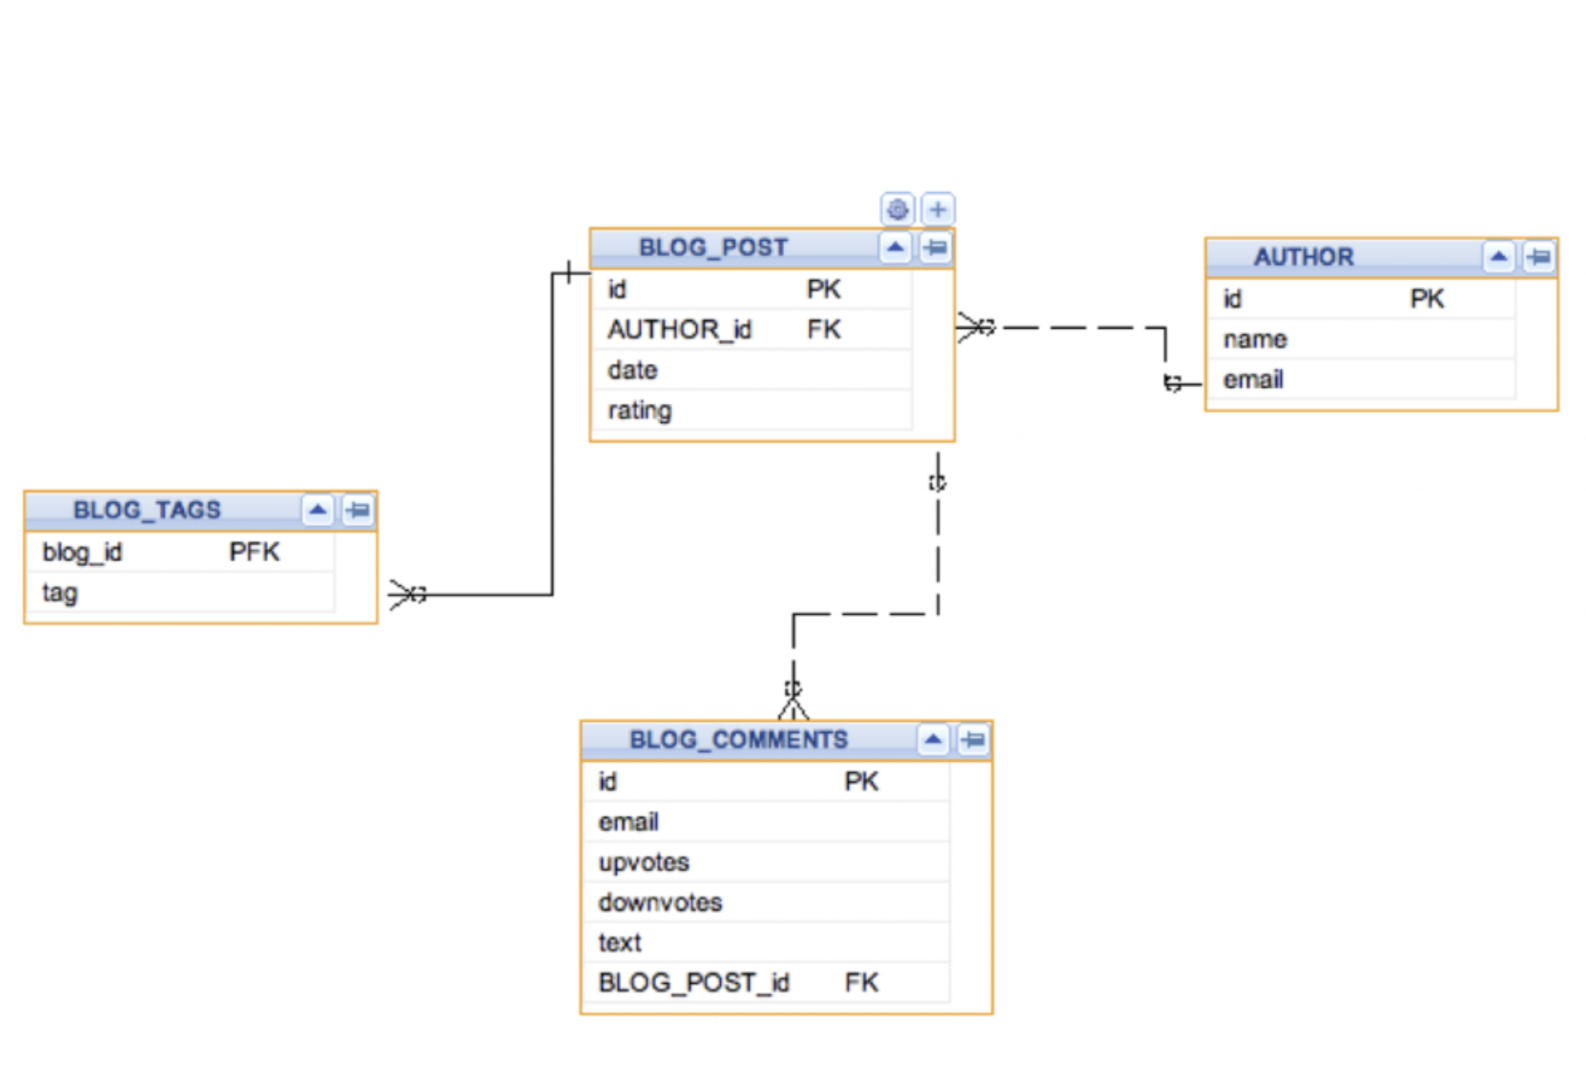 BLOG_POST
id PK
AUTHOR_id FK
date
rating
AUTHOR
id PK
name
email
BLOG_TAGS
blog_id PFK
tag
BLOG_COMMENTS
id PK
email
upvotes
downvotes
text
BLOG_POST_id FK